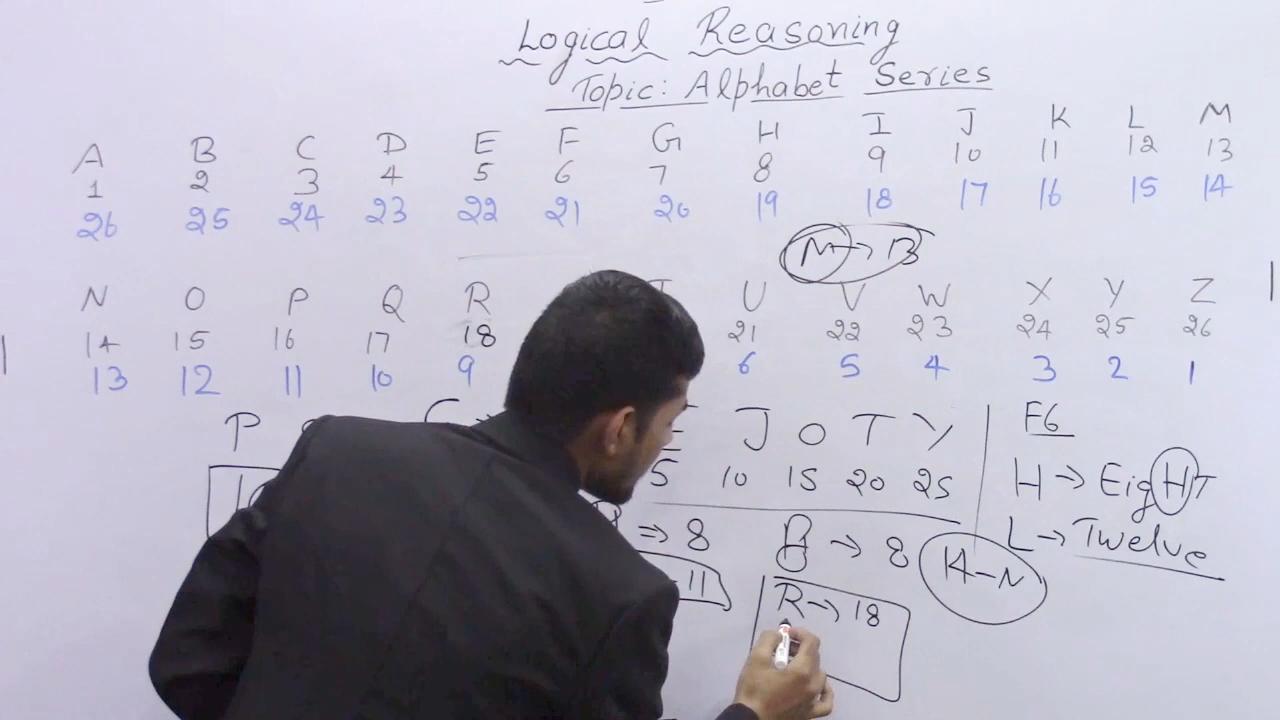 Logical Reasoning
Topic: Alphabet Series
A B C D E F G H I J K L M
1 2 3 4 5 6 7 8 9 10 11 12 13
26 25 24 23 22 21 20 19 18 17 16 15 14
M → 13
N O P Q R U V W X Y Z
14 15 16 17 18 21 22 23 24 25 26
13 12 11 10 9 6 5 4 3 2 1
P J O T Y F6
5 10 15 20 25 H → EigHT
⇒ 8 B → 8 L → Twelve
11 R → 18